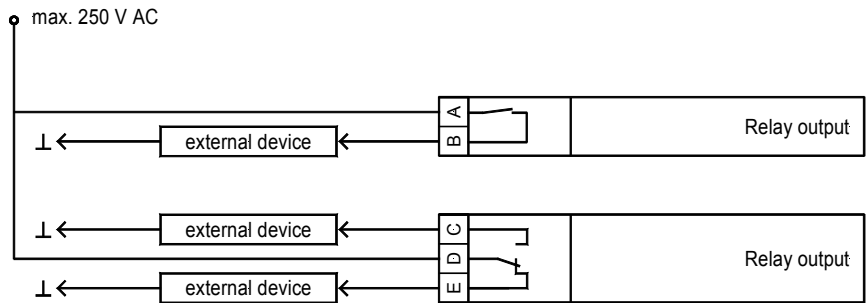 max. 250 V AC
A
Relay output
⊥ external device B
⊥ external device C
D
Relay output
⊥ external device E